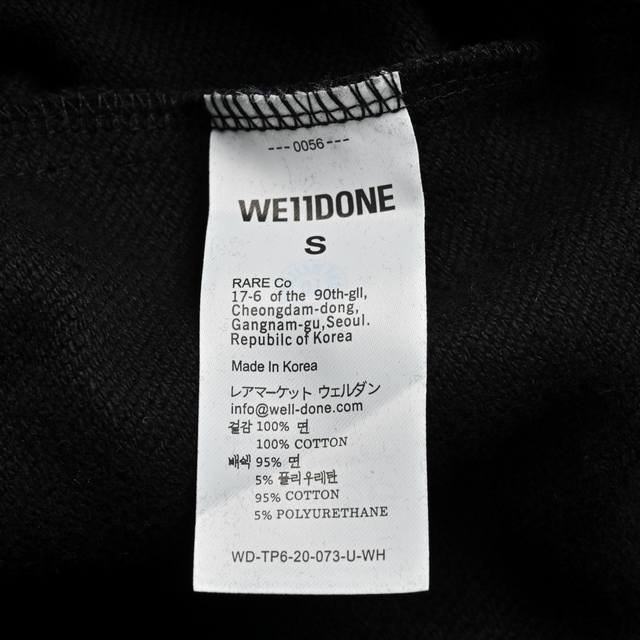 --- 0056 ---
WE11DONE
S
RARE Co
17-6 of the 90th-gll,
Cheongdam-dong,
Gangnam-gu,Seoul.
Republic of Korea
Made In Korea
レアマーケット ウェルダン
info@well-done.com
겉감 100% 면
100% COTTON
배색 95% 면
5% 폴리우레탄
95% COTTON
5% POLYURETHANE
WD-TP6-20-073-U-WH